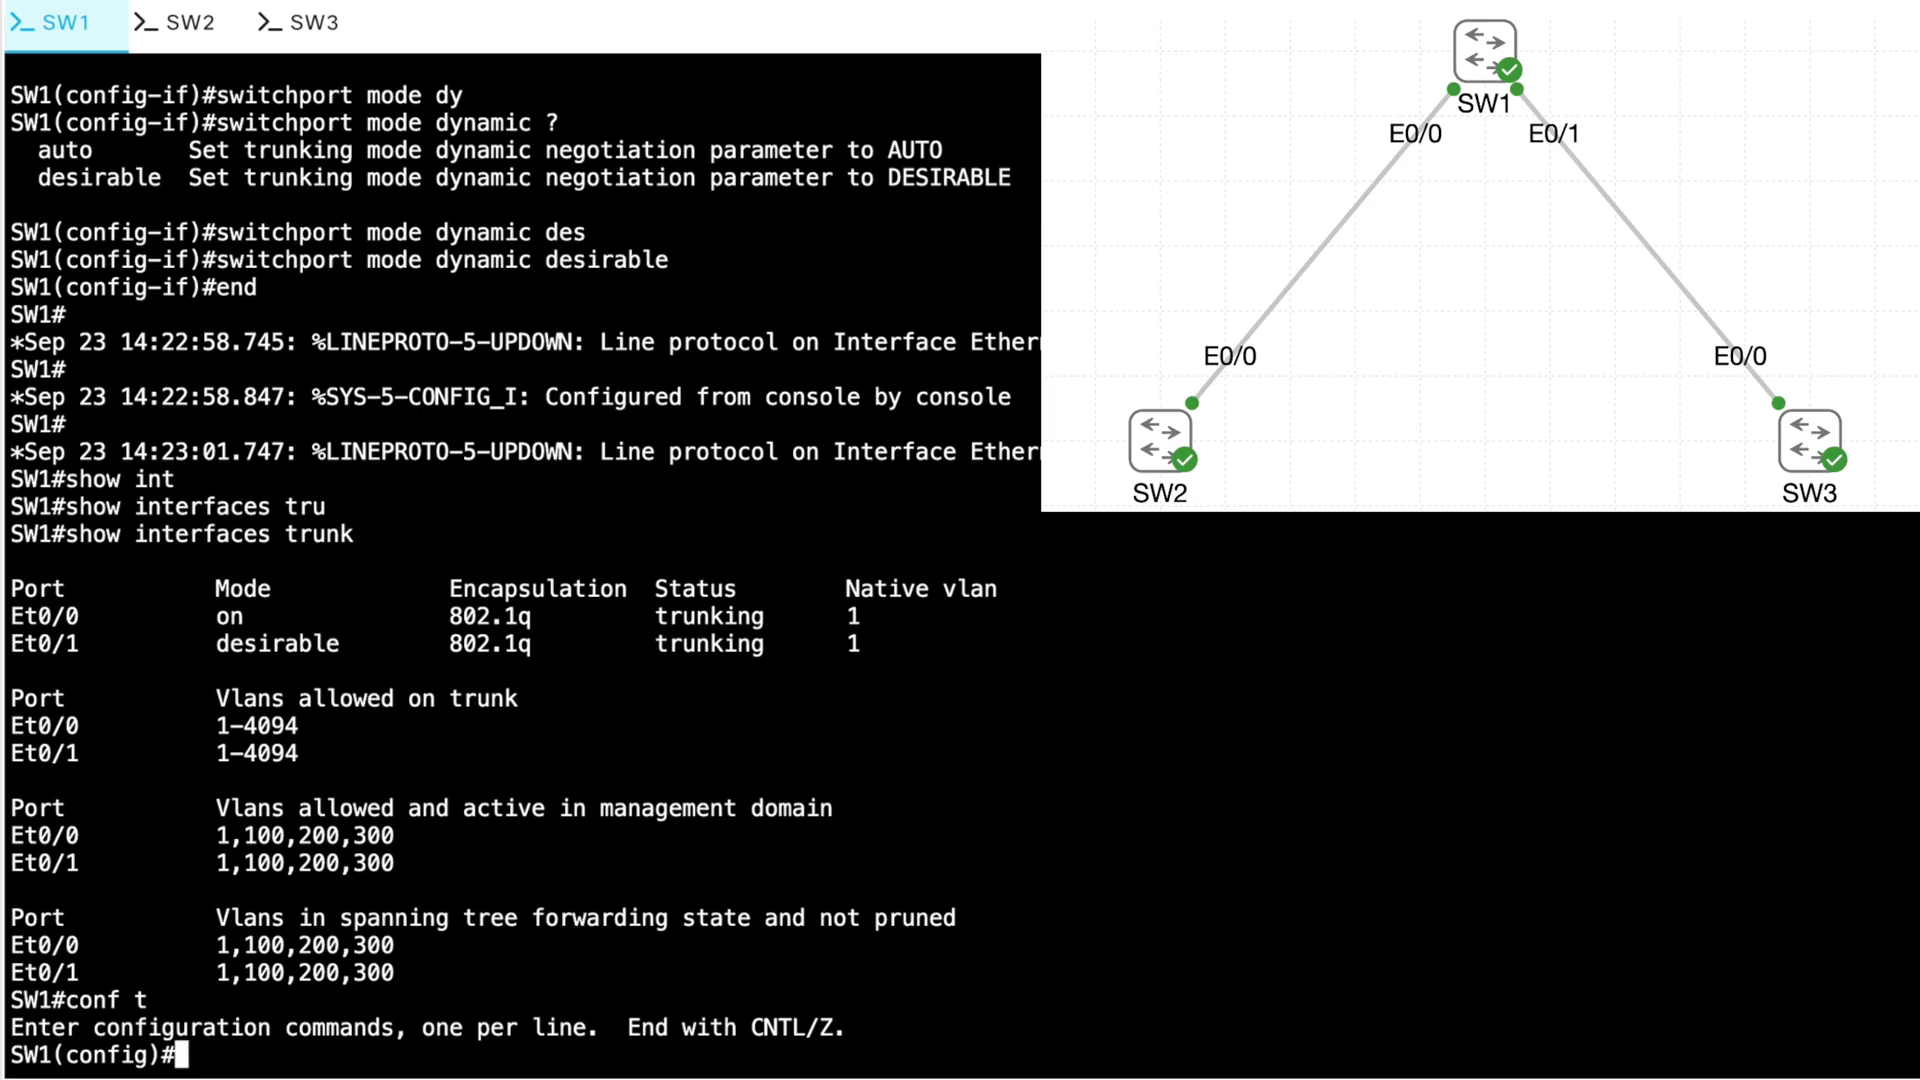 >_ SW1 >_ SW2 >_ SW3
SW1(config-if)#switchport mode dy
SW1(config-if)#switchport mode dynamic ?
  auto       Set trunking mode dynamic negotiation parameter to AUTO
  desirable  Set trunking mode dynamic negotiation parameter to DESIRABLE
SW1(config-if)#switchport mode dynamic des
SW1(config-if)#switchport mode dynamic desirable
SW1(config-if)#end
SW1#
*Sep 23 14:22:58.745: %LINEPROTO-5-UPDOWN: Line protocol on Interface Ether
SW1#
*Sep 23 14:22:58.847: %SYS-5-CONFIG_I: Configured from console by console
SW1#
*Sep 23 14:23:01.747: %LINEPROTO-5-UPDOWN: Line protocol on Interface Ether
SW1#show int
SW1#show interfaces tru
SW1#show interfaces trunk
Port           Mode             Encapsulation  Status        Native vlan
Et0/0          on               802.1q         trunking      1
Et0/1          desirable        802.1q         trunking      1
Port           Vlans allowed on trunk
Et0/0          1-4094
Et0/1          1-4094
Port           Vlans allowed and active in management domain
Et0/0          1,100,200,300
Et0/1          1,100,200,300
Port           Vlans in spanning tree forwarding state and not pruned
Et0/0          1,100,200,300
Et0/1          1,100,200,300
SW1#conf t
Enter configuration commands, one per line.  End with CNTL/Z.
SW1(config)#
SW1
E0/0 E0/1
E0/0 E0/0
SW2 SW3